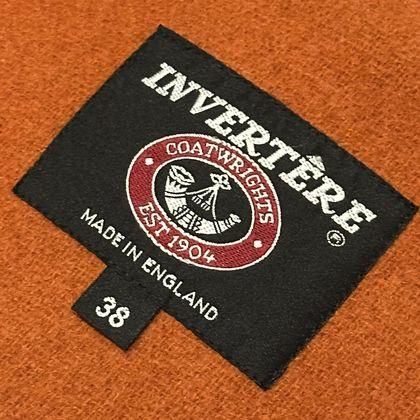 INVERTÈRE®
COATWRIGHTS
EST 1904
MADE IN ENGLAND
38